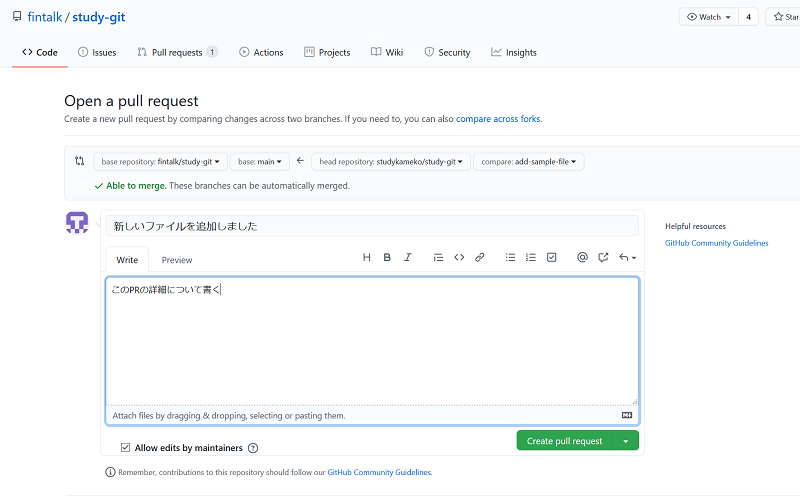 fintalk / study-git
Watch 4 Star
Code Issues Pull requests 1 Actions Projects Wiki Security Insights
Open a pull request
Create a new pull request by comparing changes across two branches. If you need to, you can also compare across forks.
base repository: fintalk/study-git base: main ← head repository: studykameko/study-git compare: add-sample-file
Able to merge. These branches can be automatically merged.
新しいファイルを追加しました
Helpful resources
GitHub Community Guidelines
Write Preview
このPRの詳細について書く
Attach files by dragging & dropping, selecting or pasting them.
Allow edits by maintainers
Create pull request
Remember, contributions to this repository should follow our GitHub Community Guidelines.